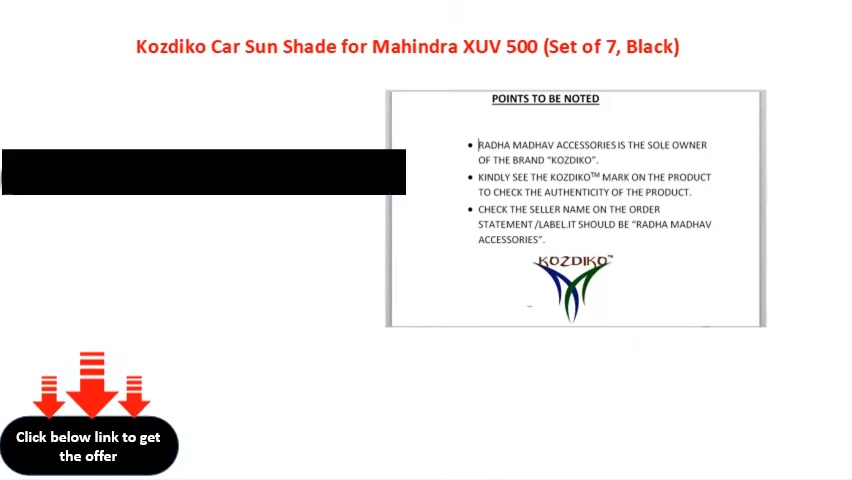 Kozdiko Car Sun Shade for Mahindra XUV 500 (Set of 7, Black)
POINTS TO BE NOTED
• RADHA MADHAV ACCESSORIES IS THE SOLE OWNER
OF THE BRAND “KOZDIKO”.
• KINDLY SEE THE KOZDIKO™ MARK ON THE PRODUCT
TO CHECK THE AUTHENTICITY OF THE PRODUCT.
• CHECK THE SELLER NAME ON THE ORDER
STATEMENT/LABEL.IT SHOULD BE “RADHA MADHAV
ACCESSORIES”.
KOZDIKO™
Click below link to get
the offer